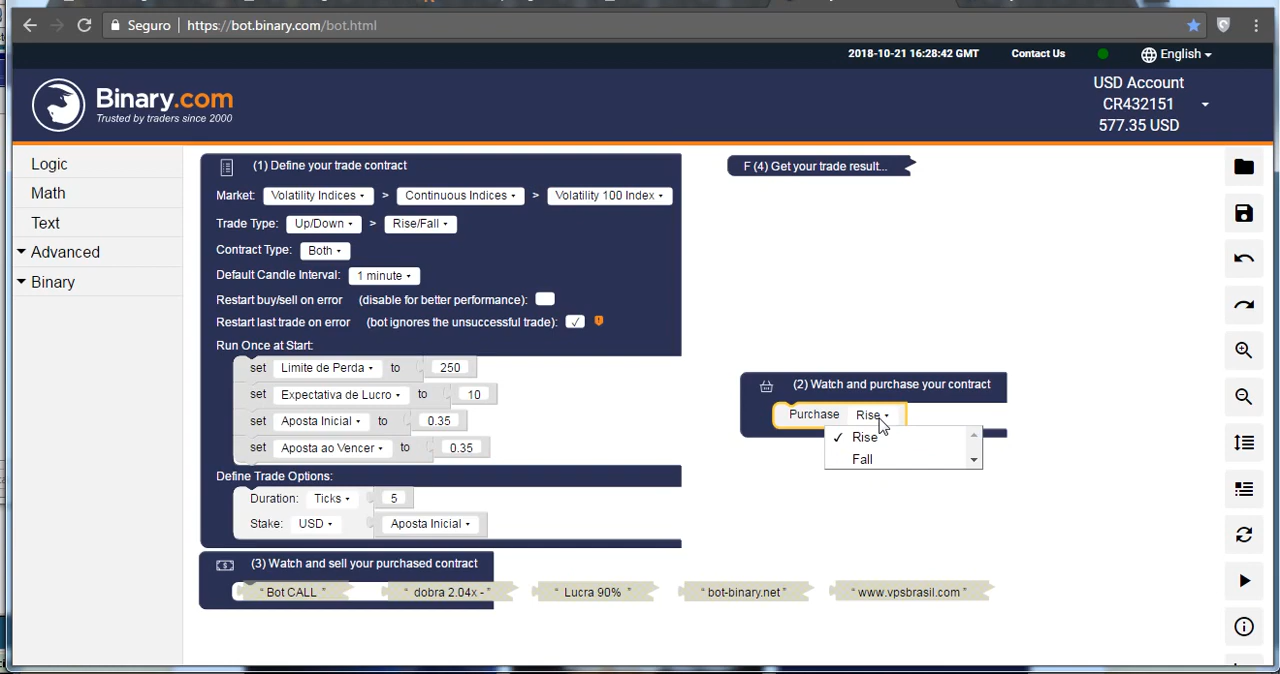 Seguro
https://bot.binary.com/bot.html
2018-10-21 16:28:42 GMT Contact Us English
Binary.com
Trusted by traders since 2000
USD Account
CR432151
577.35 USD
Logic
Math
Text
Advanced
Binary
(1) Define your trade contract
Market: Volatility Indices > Continuous Indices > Volatility 100 Index
Trade Type: Up/Down > Rise/Fall
Contract Type: Both
Default Candle Interval: 1 minute
Restart buy/sell on error (disable for better performance):
Restart last trade on error (bot ignores the unsuccessful trade): ✓
Run Once at Start:
set Limite de Perda to 250
set Expectativa de Lucro to 10
set Aposta Inicial to 0.35
set Aposta ao Vencer to 0.35
Define Trade Options:
Duration: Ticks 5
Stake: USD Aposta Inicial
(3) Watch and sell your purchased contract
“ Bot CALL ” “ dobra 2.04x - ” “ Lucra 90% ” “ bot-binary.net ” “ www.vpsbrasil.com ”
F (4) Get your trade result...
(2) Watch and purchase your contract
Purchase Rise
✓ Rise
Fall